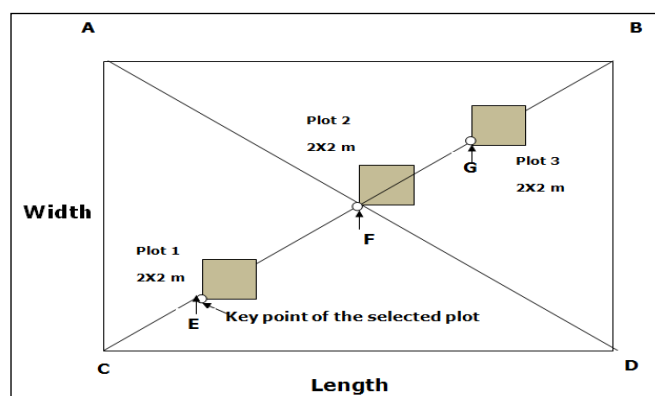 A
B
Plot 2
2X2 m
G
Plot 3
2X2 m
Width
F
Plot 1
2X2 m
E
Key point of the selected plot
C
D
Length